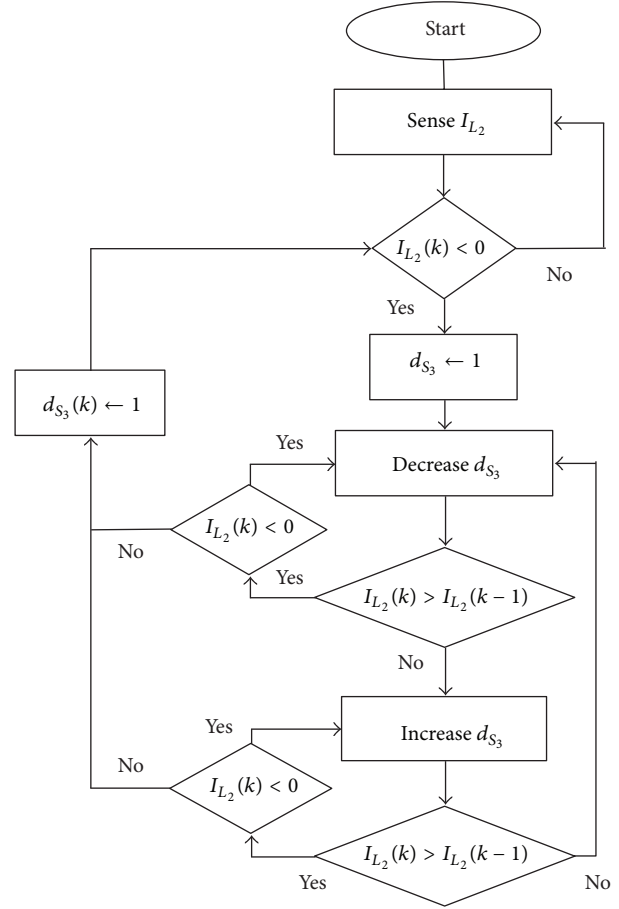 Start
Sense I_{L_2}
I_{L_2}(k) < 0
No
Yes
d_{S_3} ← 1
d_{S_3}(k) ← 1
Yes
Decrease d_{S_3}
I_{L_2}(k) < 0
No
Yes
I_{L_2}(k) > I_{L_2}(k − 1)
No
Yes
Increase d_{S_3}
No
I_{L_2}(k) < 0
I_{L_2}(k) > I_{L_2}(k − 1)
Yes
No